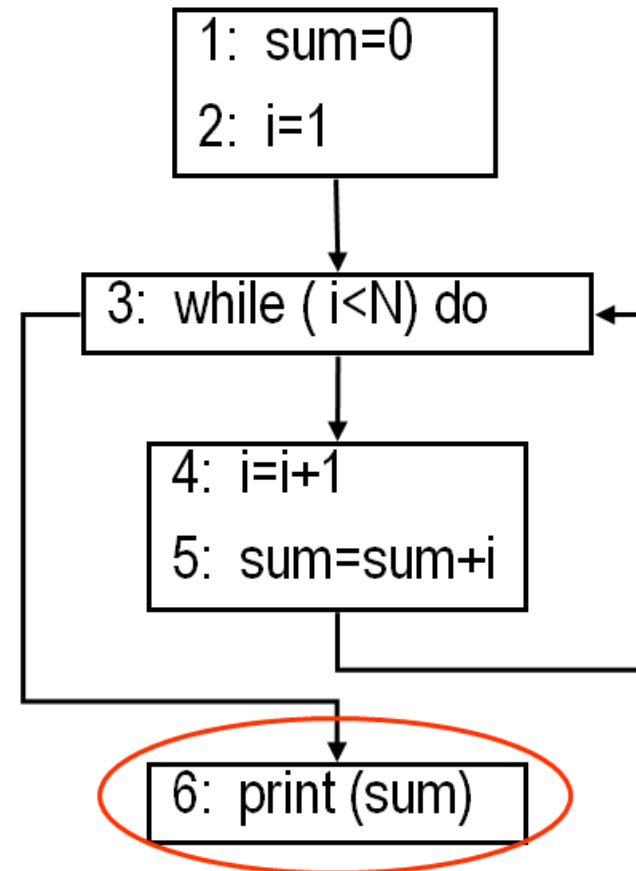 1: sum=0
2: i=1
3: while ( i<N) do
4: i=i+1
5: sum=sum+i
6: print (sum)